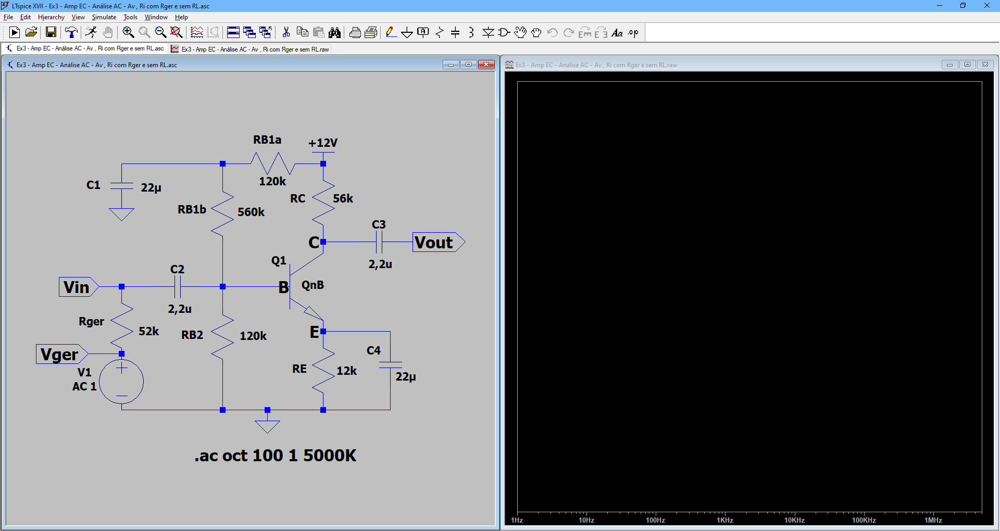 LTspice XVII - Ex3 - Amp EC - Análise AC - Av , Ri com Rger e sem RL.asc
File Edit Hierarchy View Simulate Tools Window Help
Ex3 - Amp EC - Análise AC - Av , Ri com Rger e sem RL.asc
Ex3 - Amp EC - Análise AC - Av , Ri com Rger e sem RL.raw
Ex3 - Amp EC - Análise AC - Av , Ri com Rger e sem RL.asc
Ex3 - Amp EC - Análise AC - Av , Ri com Rger e sem RL.raw
RB1a
+12V
120k
C1
22µ
RC
56k
RB1b
560k
C3
C
Vout
2,2u
Q1
C2
Vin
B
QnB
2,2u
Rger
52k
RB2
120k
E
Vger
C4
V1
RE
12k
22µ
AC 1
.ac oct 100 1 5000K
1Hz 10Hz 100Hz 1KHz 10KHz 100KHz 1MHz